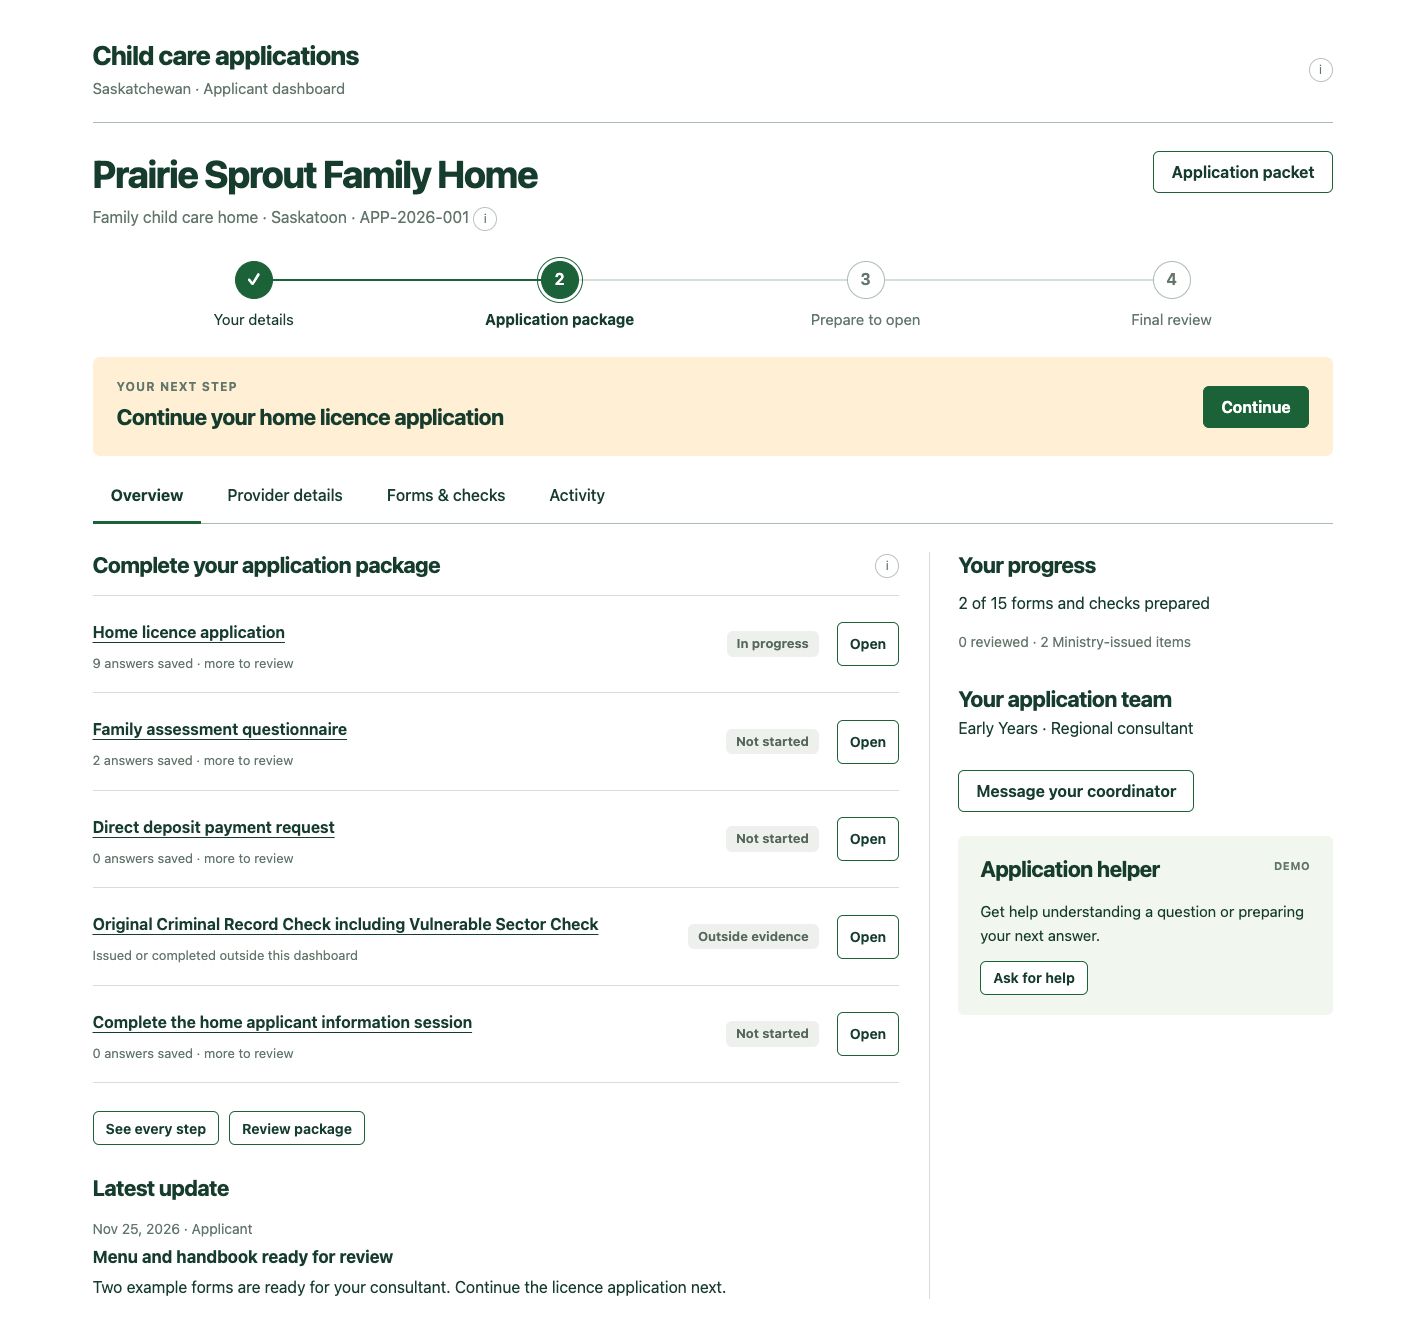 Child care applications
Saskatchewan · Applicant dashboard
i
Prairie Sprout Family Home
Application packet
Family child care home · Saskatoon · APP-2026-001 i
2
3
4
Your details
Application package
Prepare to open
Final review
YOUR NEXT STEP
Continue your home licence application
Continue
Overview
Provider details
Forms & checks
Activity
Complete your application package
i
Home licence application
9 answers saved · more to review
In progress
Open
Family assessment questionnaire
2 answers saved · more to review
Not started
Open
Direct deposit payment request
0 answers saved · more to review
Not started
Open
Original Criminal Record Check including Vulnerable Sector Check
Issued or completed outside this dashboard
Outside evidence
Open
Complete the home applicant information session
0 answers saved · more to review
Not started
Open
See every step
Review package
Latest update
Nov 25, 2026 · Applicant
Menu and handbook ready for review
Two example forms are ready for your consultant. Continue the licence application next.
Your progress
2 of 15 forms and checks prepared
0 reviewed · 2 Ministry-issued items
Your application team
Early Years · Regional consultant
Message your coordinator
Application helper
DEMO
Get help understanding a question or preparing
your next answer.
Ask for help